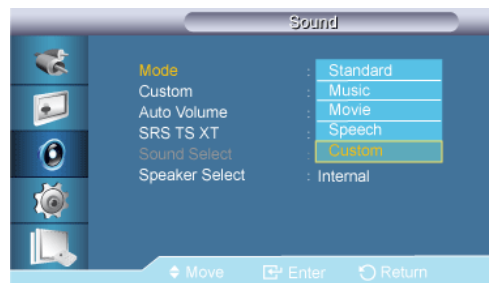 Sound
Mode : Standard
Custom : Music
Auto Volume : Movie
SRS TS XT : Speech
Sound Select : Custom
Speaker Select : Internal
Move Enter Return